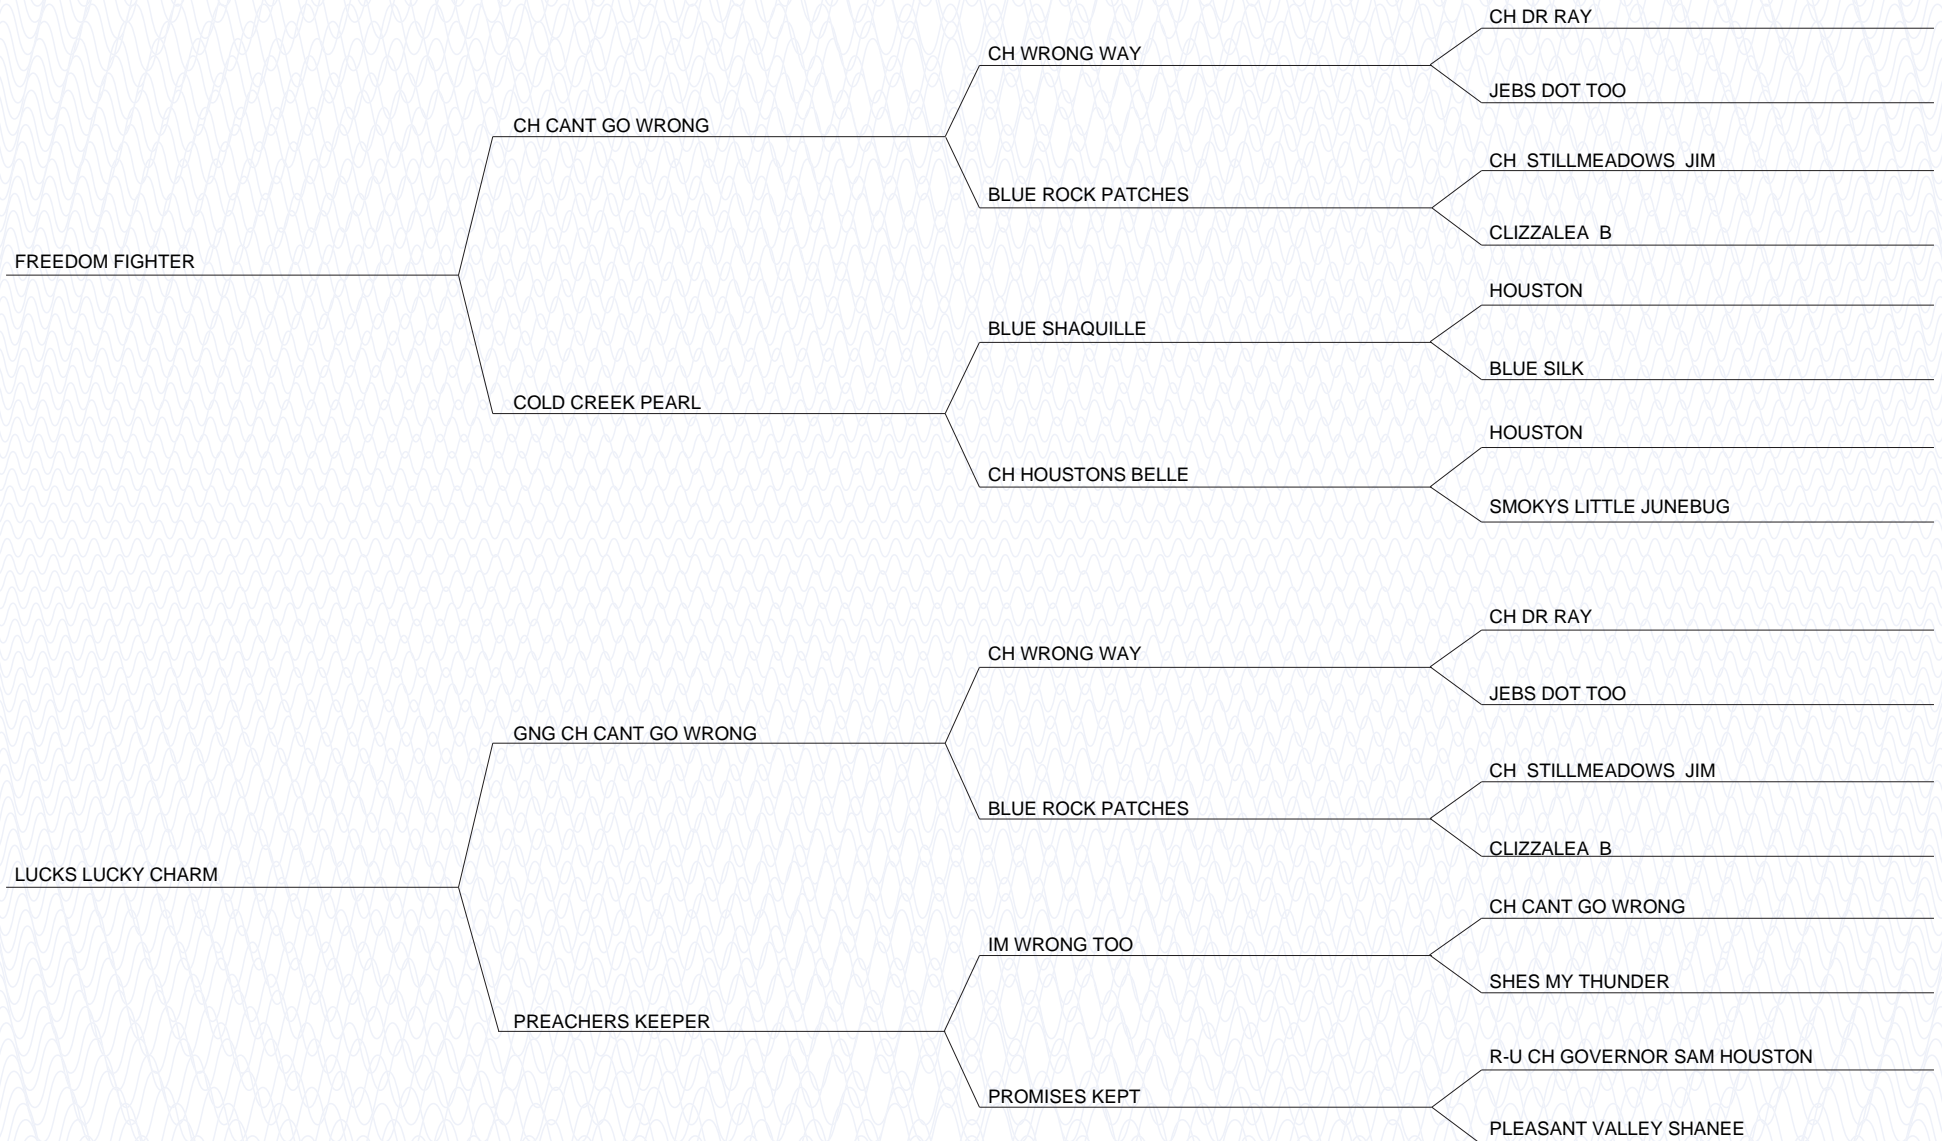 CH DR RAY
CH WRONG WAY
JEBS DOT TOO
CH CANT GO WRONG
CH  STILLMEADOWS  JIM
BLUE ROCK PATCHES
CLIZZALEA  B
FREEDOM FIGHTER
HOUSTON
BLUE SHAQUILLE
BLUE SILK
COLD CREEK PEARL
HOUSTON
CH HOUSTONS BELLE
SMOKYS LITTLE JUNEBUG
CH DR RAY
CH WRONG WAY
JEBS DOT TOO
GNG CH CANT GO WRONG
CH  STILLMEADOWS  JIM
BLUE ROCK PATCHES
CLIZZALEA  B
LUCKS LUCKY CHARM
CH CANT GO WRONG
IM WRONG TOO
SHES MY THUNDER
PREACHERS KEEPER
R-U CH GOVERNOR SAM HOUSTON
PROMISES KEPT
PLEASANT VALLEY SHANEE